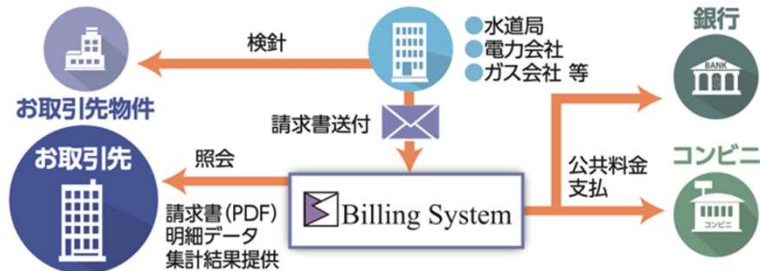 検針
お取引先物件
●水道局
●電力会社
●ガス会社 等
銀行
BANK
請求書送付
お取引先
照会
請求書(PDF)
明細データ
集計結果提供
Billing System
公共料金
支払
コンビニ
コンビニ